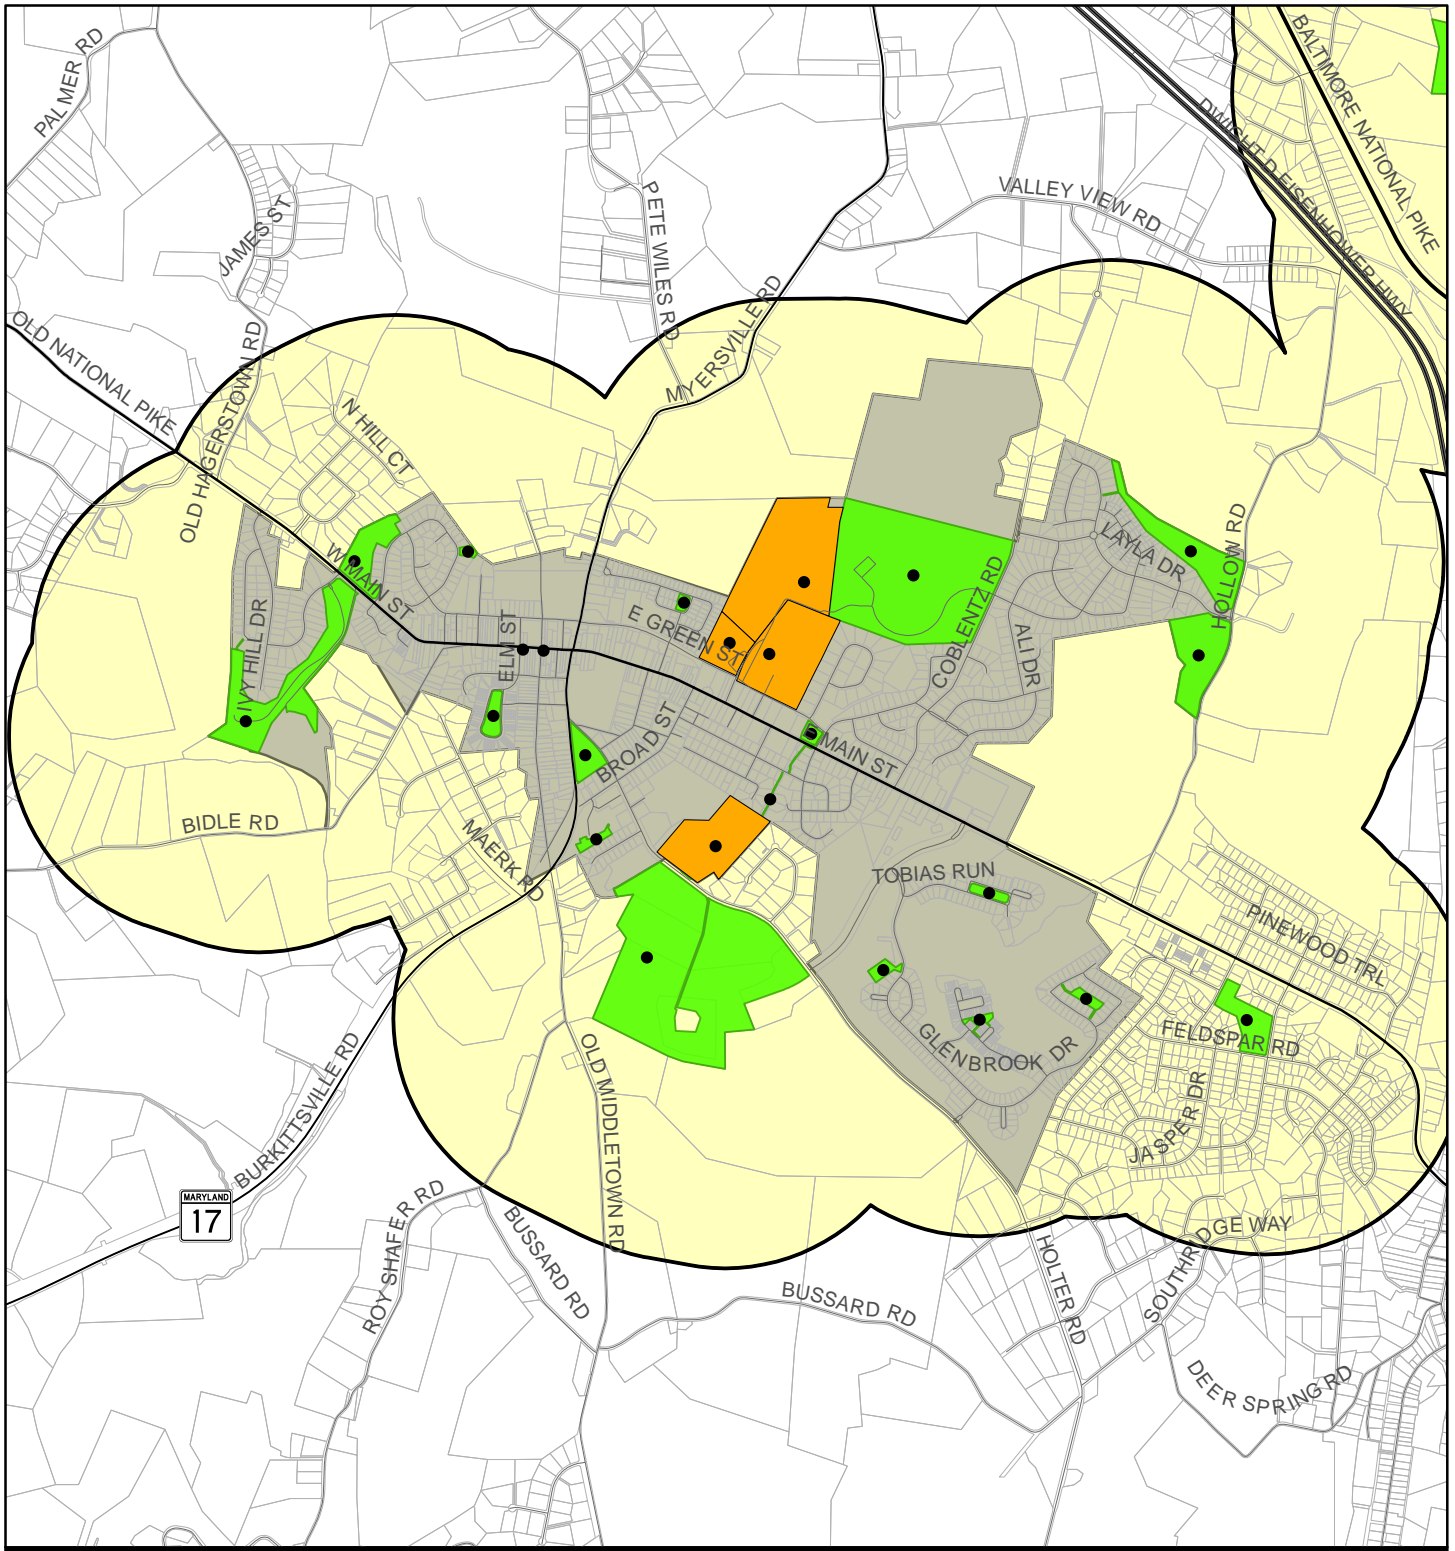 PALMER RD
BALTIMORE NATIONAL PIKE
DWIGHT D EISENHOWER HWY
VALLEY VIEW RD
PETE WILES RD
JAMES ST
MYERSVILLE RD
OLD NATIONAL PIKE
OLD HAGERSTOWN RD
N HILL CT
LAYLA DR
HOLLOW RD
W MAIN ST
COBLENTZ RD
ELM ST
E GREEN ST
ALI DR
IVY HILL DR
BROAD ST
E MAIN ST
BIDLE RD
MAERK RD
TOBIAS RUN
PINEWOOD TRL
FELDSPAR RD
GLENBROOK DR
OLD MIDDLETOWN RD
JASPER DR
BURKITTSVILLE RD
MARYLAND
17
ROY SHAFER RD
BUSSARD RD
SOUTHRIDGE WAY
HOLTER RD
BUSSARD RD
DEER SPRING RD